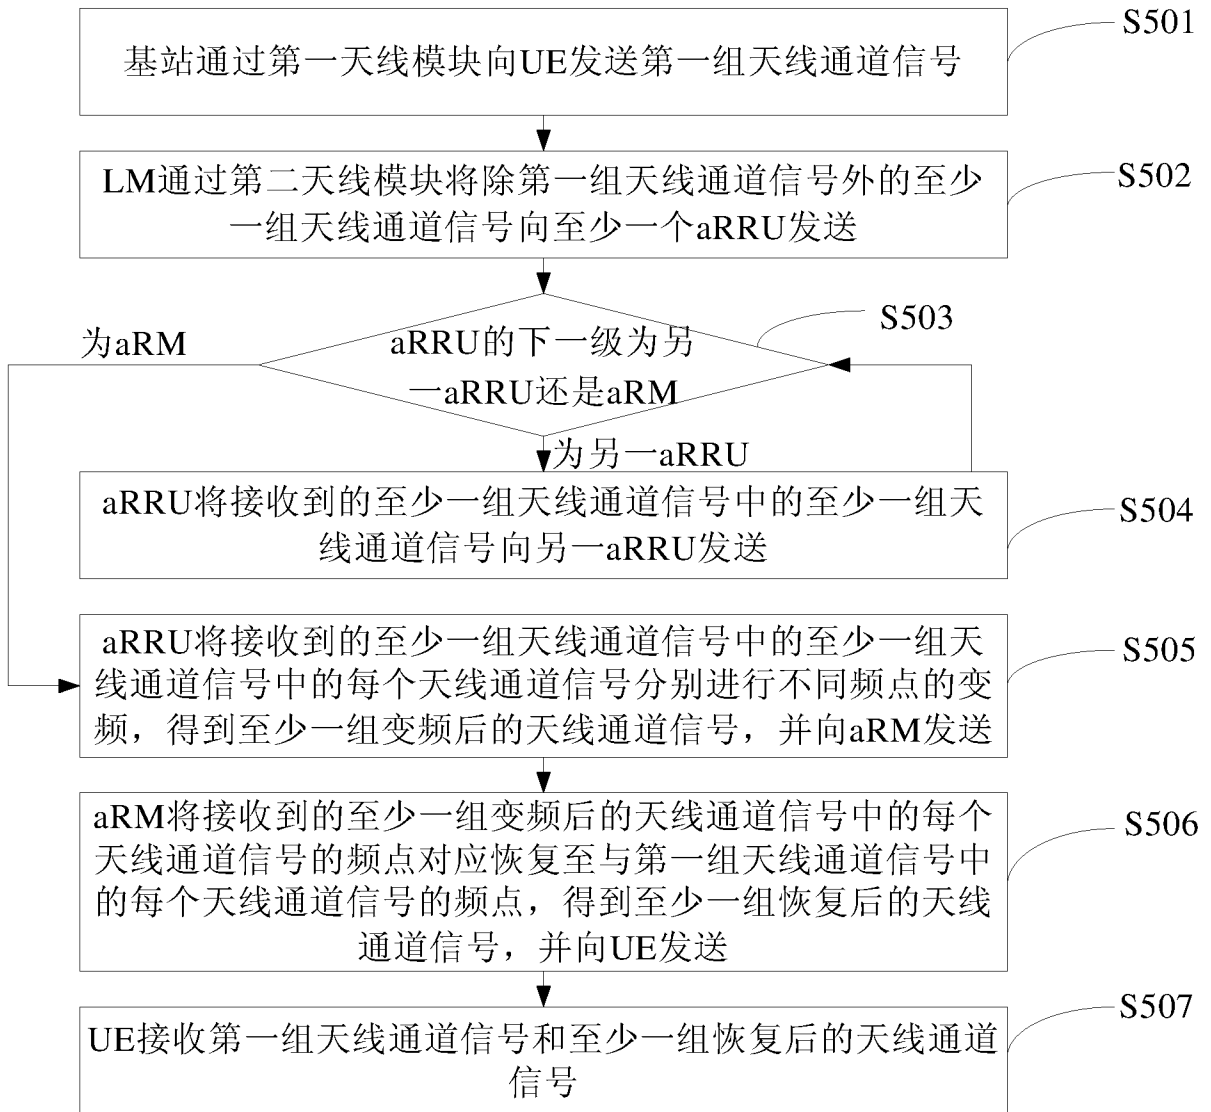 基站通过第一天线模块向UE发送第一组天线通道信号
S501
LM通过第二天线模块将除第一组天线通道信号外的至少
一组天线通道信号向至少一个aRRU发送
S502
aRRU的下一级为另
一aRRU还是aRM
S503
为aRM
为另一aRRU
aRRU将接收到的至少一组天线通道信号中的至少一组天
线通道信号向另一aRRU发送
S504
aRRU将接收到的至少一组天线通道信号中的至少一组天
线通道信号中的每个天线通道信号分别进行不同频点的变
频，得到至少一组变频后的天线通道信号，并向aRM发送
S505
aRM将接收到的至少一组变频后的天线通道信号中的每个
天线通道信号的频点对应恢复至与第一组天线通道信号中
的每个天线通道信号的频点，得到至少一组恢复后的天线
通道信号，并向UE发送
S506
UE接收第一组天线通道信号和至少一组恢复后的天线通道
信号
S507